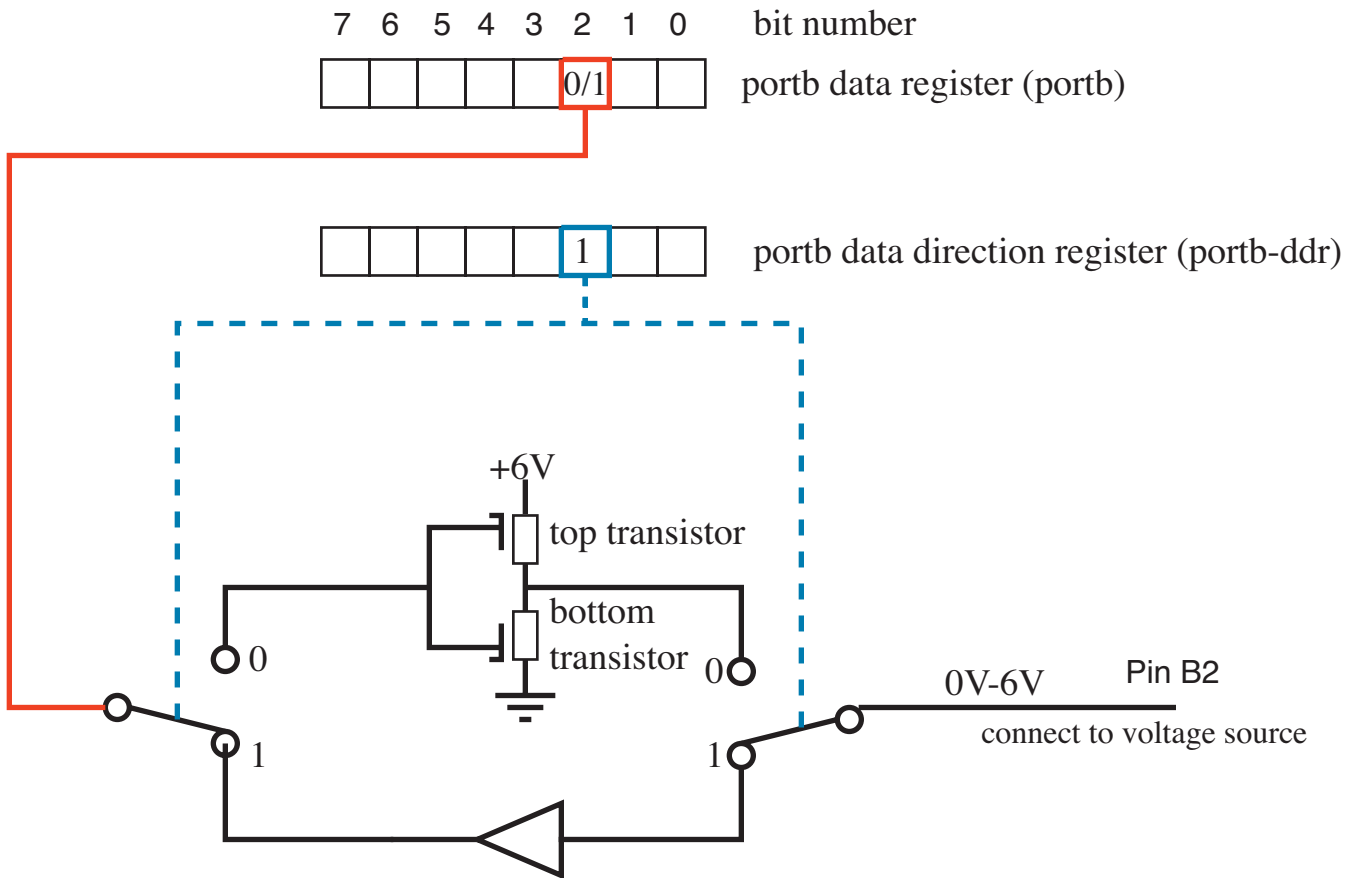 7 6 5 4 3 2 1 0 bit number
0/1 portb data register (portb)
1 portb data direction register (portb-ddr)
+6V
top transistor
bottom
transistor
0
0
0V-6V
Pin B2
connect to voltage source
1
1